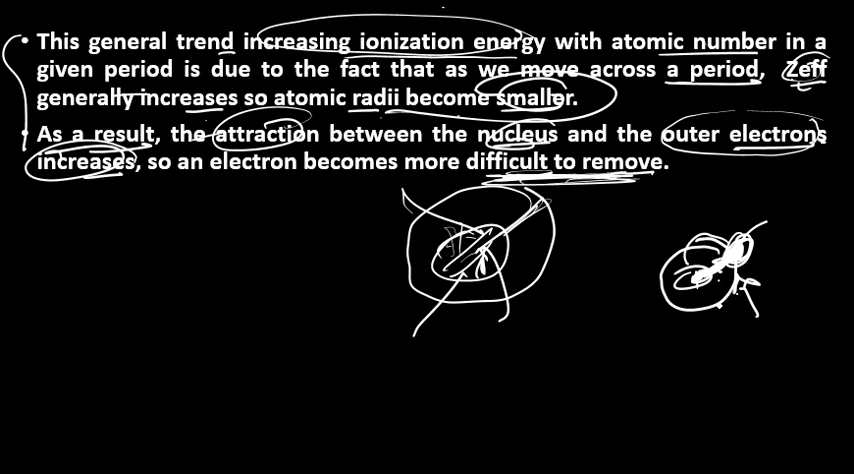 • This general trend increasing ionization energy with atomic number in a
given period is due to the fact that as we move across a period, Zeff
generally increases so atomic radii become smaller.
• As a result, the attraction between the nucleus and the outer electrons
increases, so an electron becomes more difficult to remove.